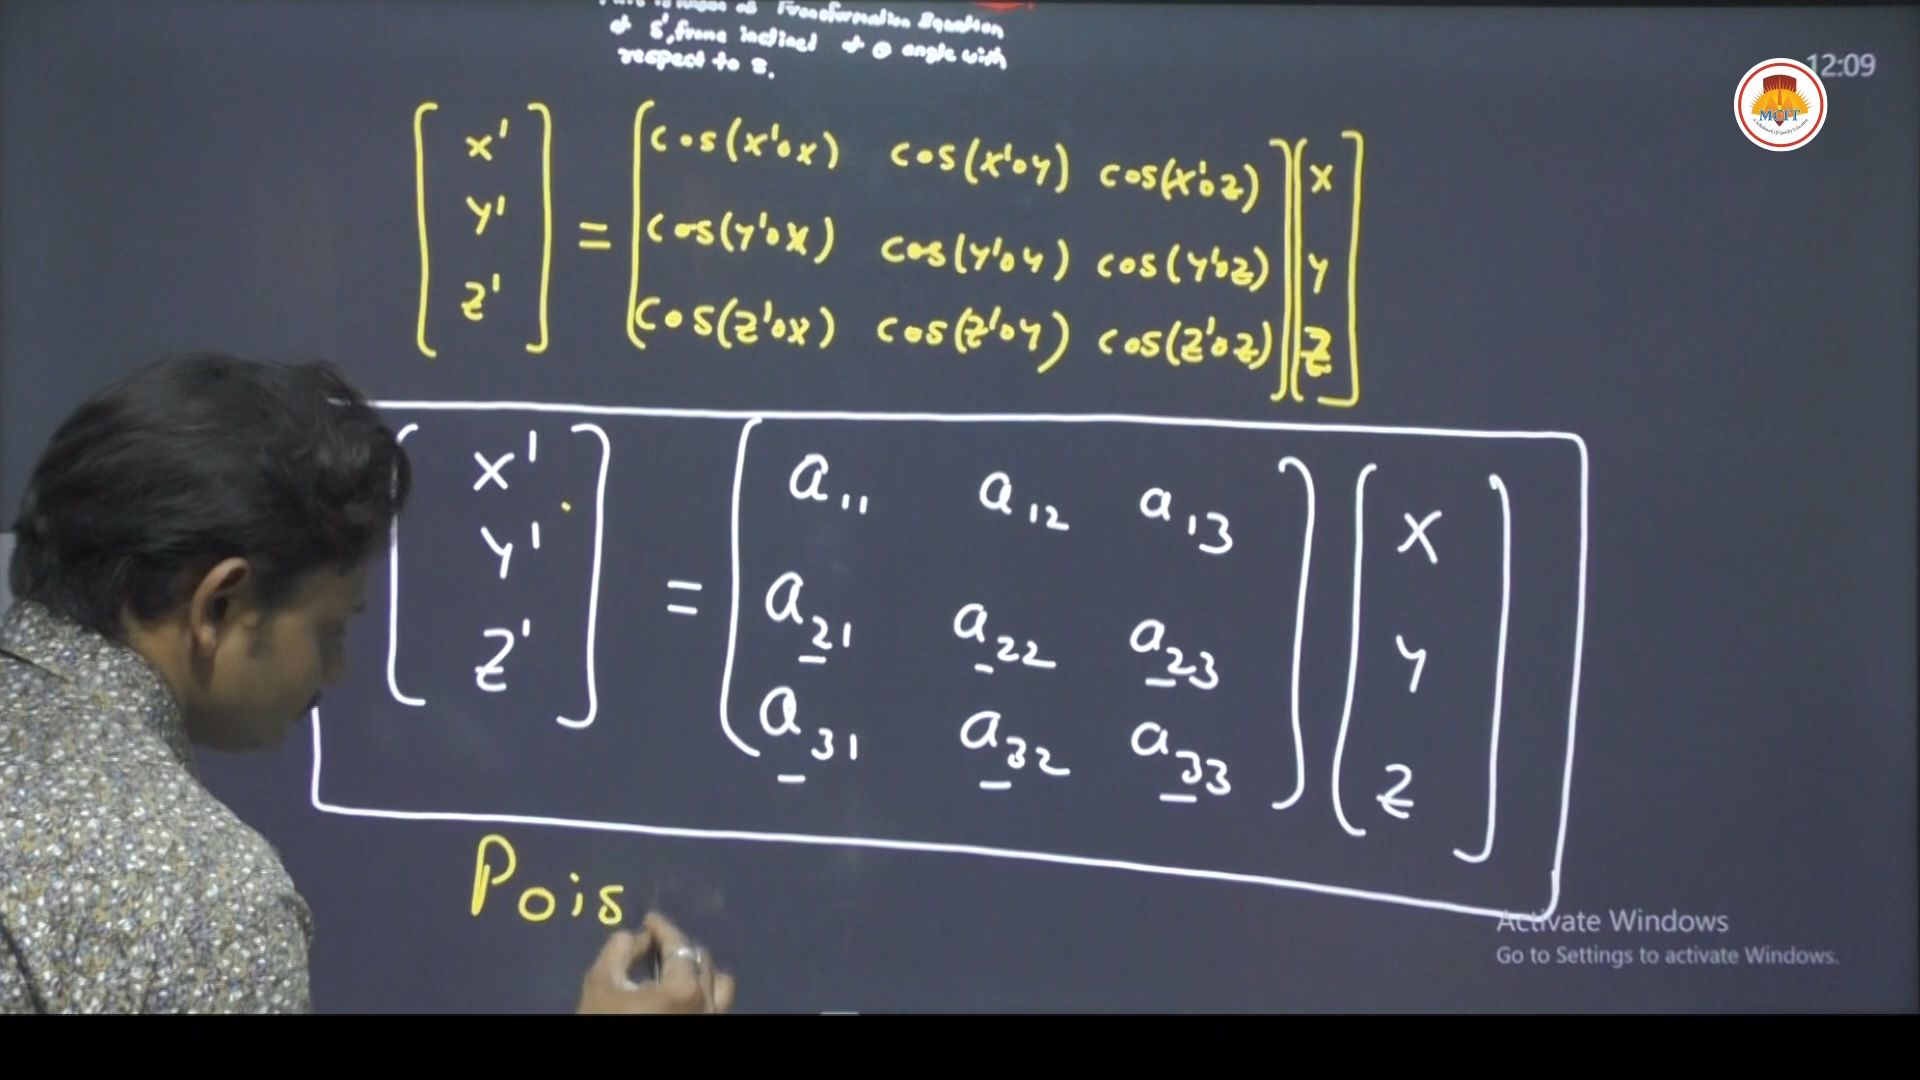 of Transformation Equation
of S', frame inclined at θ angle with
respect to s.
12:09
MCIT
[x' y' z'] = [cos(x'ox) cos(x'oy) cos(x'oz)] [x
cos(y'ox) cos(y'oy) cos(y'oz) y
cos(z'ox) cos(z'oy) cos(z'oz) z]
[x' y' z'] = [a11 a12 a13] [x
a21 a22 a23 y
a31 a32 a33 z]
Pois
Activate Windows
Go to Settings to activate Windows.